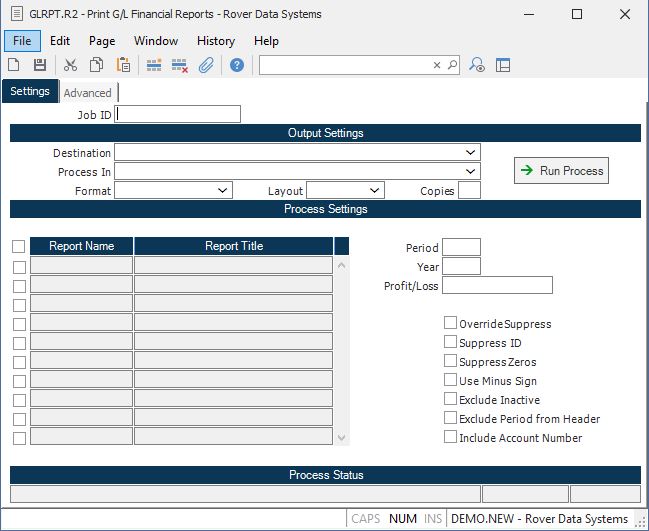 GLRPT.R2 - Print G/L Financial Reports - Rover Data Systems
File Edit Page Window History Help
Settings Advanced
Job ID
Output Settings
Destination
Process In
Run Process
Format Layout Copies
Process Settings
Report Name Report Title
Period
Year
Profit/Loss
Override Suppress
Suppress ID
Suppress Zeros
Use Minus Sign
Exclude Inactive
Exclude Period from Header
Include Account Number
Process Status
CAPS NUM INS DEMO.NEW - Rover Data Systems